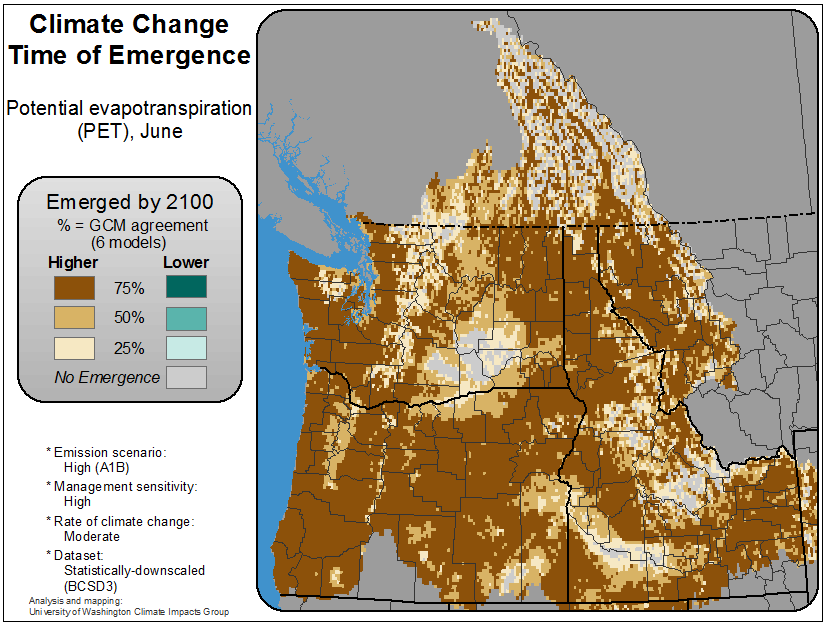 Climate Change
Time of Emergence
Potential evapotranspiration
(PET), June
Emerged by 2100
% = GCM agreement
(6 models)
Higher Lower
75%
50%
25%
No Emergence
* Emission scenario:
High (A1B)
* Management sensitivity:
High
* Rate of climate change:
Moderate
* Dataset:
Statistically-downscaled
(BCSD3)
Analysis and mapping:
University of Washington Climate Impacts Group